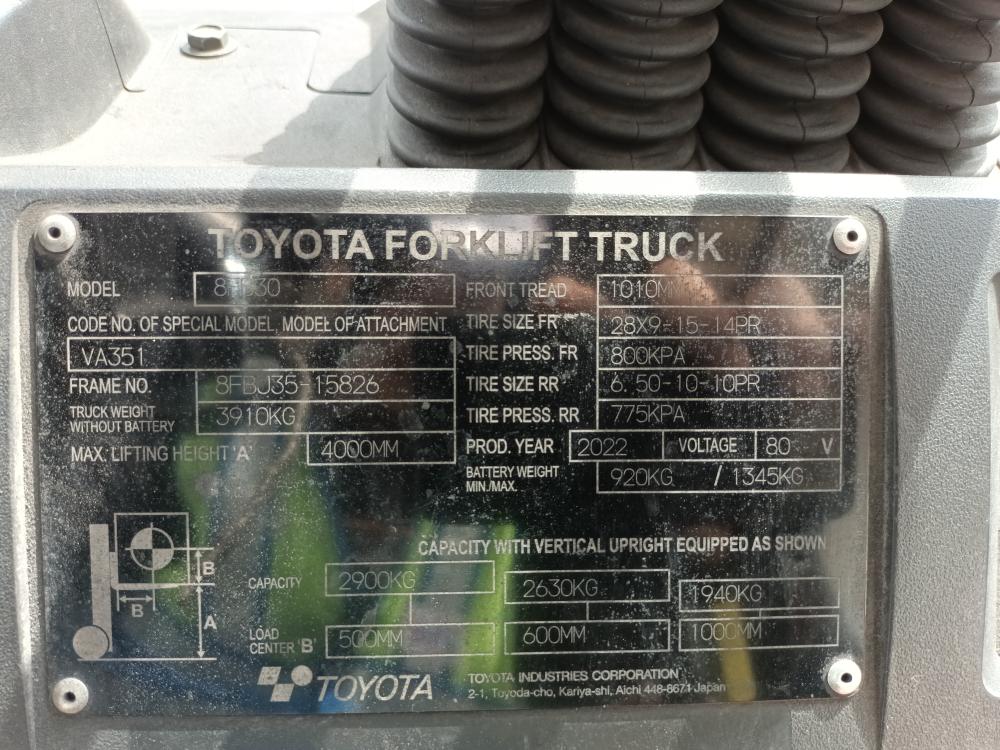 TOYOTA FORKLIFT TRUCK
MODEL 8FB30
FRONT TREAD 1010MM
CODE NO. OF SPECIAL MODEL, MODEL OF ATTACHMENT
VA351
TIRE SIZE FR 28X9-15-14PR
TIRE PRESS. FR 800KPA
FRAME NO. 8FBJ35-15826
TIRE SIZE RR 6.50-10-10PR
TRUCK WEIGHT
WITHOUT BATTERY 3910KG
TIRE PRESS. RR 775KPA
MAX. LIFTING HEIGHT 'A' 4000MM
PROD. YEAR 2022 VOLTAGE 80 V
BATTERY WEIGHT
MIN./MAX. 920KG / 1345KG
CAPACITY WITH VERTICAL UPRIGHT EQUIPPED AS SHOWN
B
B
A
CAPACITY 2900KG 2630KG 1940KG
LOAD
CENTER 'B' 500MM 600MM 1000MM
TOYOTA
TOYOTA INDUSTRIES CORPORATION
2-1, Toyoda-cho, Kariya-shi, Aichi 448-8671 Japan